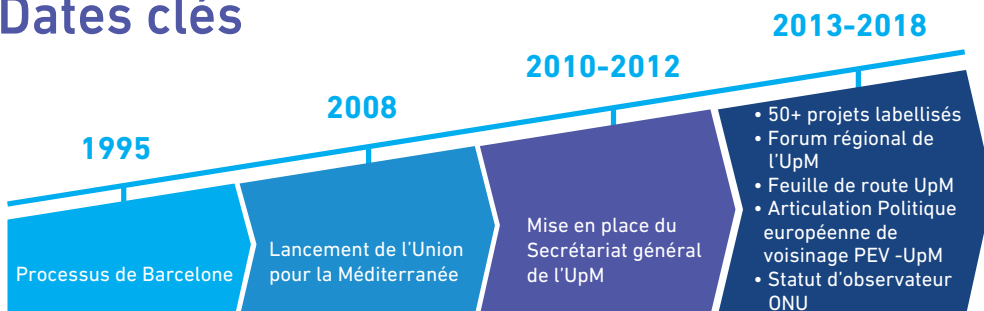 Dates clés
1995
Processus de Barcelone
2008
Lancement de l’Union
pour la Méditerranée
2010-2012
Mise en place du
Secrétariat général
de l’UpM
2013-2018
• 50+ projets labellisés
• Forum régional de
l’UpM
• Feuille de route UpM
• Articulation Politique
européenne de
voisinage PEV -UpM
• Statut d’observateur
ONU